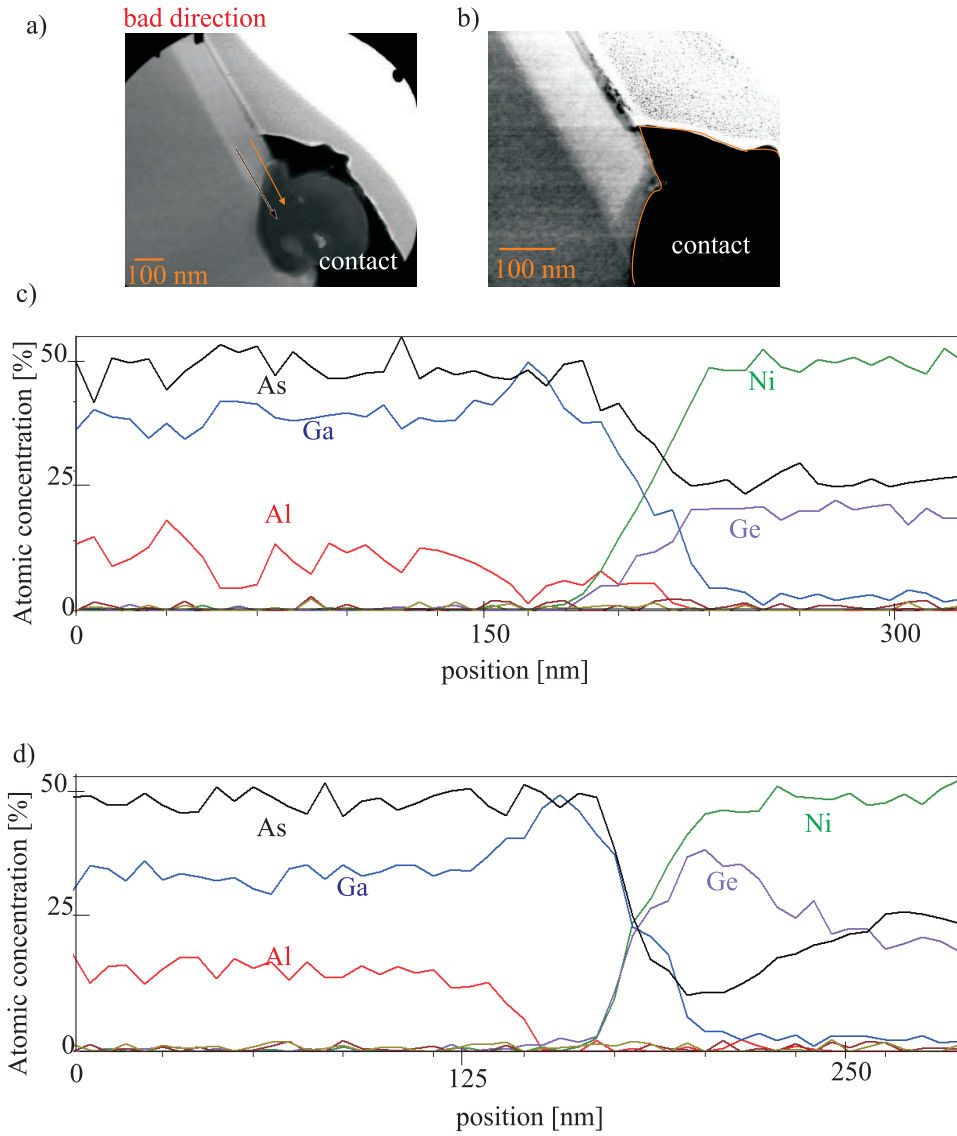 a)
bad direction
b)
contact
100 nm
contact
100 nm
c)
Atomic concentration [%]
50
25
0
As
Ga
Al
Ni
Ge
0
150
300
position [nm]
d)
Atomic concentration [%]
50
25
0
As
Ga
Al
Ni
Ge
0
125
250
position [nm]